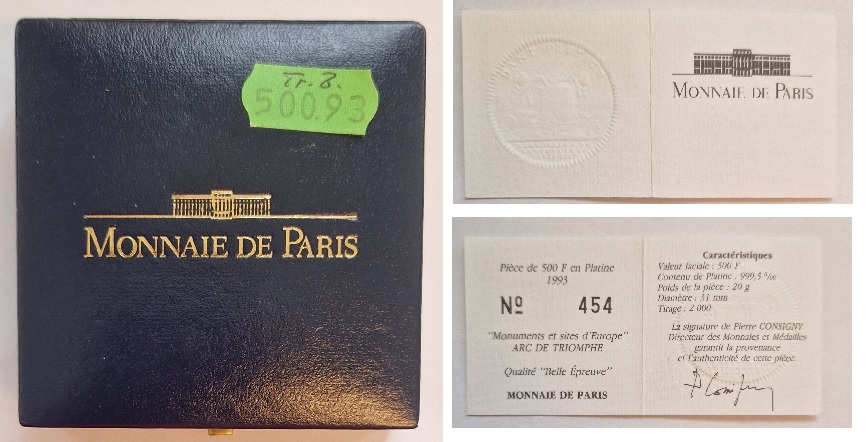 Tr. B.
500.93
MONNAIE DE PARIS
MONNAIE DE PARIS
Pièce de 500 F en Platine
1993
Nº 454
"Monuments et sites d'Europe"
ARC DE TRIOMPHE
Qualité "Belle Épreuve"
MONNAIE DE PARIS
Caractéristiques
Valeur faciale : 500 F
Contenu de Platine : 999,5 ‰
Poids de la pièce : 20 g
Diamètre : 31 mm
Tirage : 2 000
La signature de Pierre CONSIGNY
Directeur des Monnaies et Médailles
garantit la provenance
et l'authenticité de cette pièce.